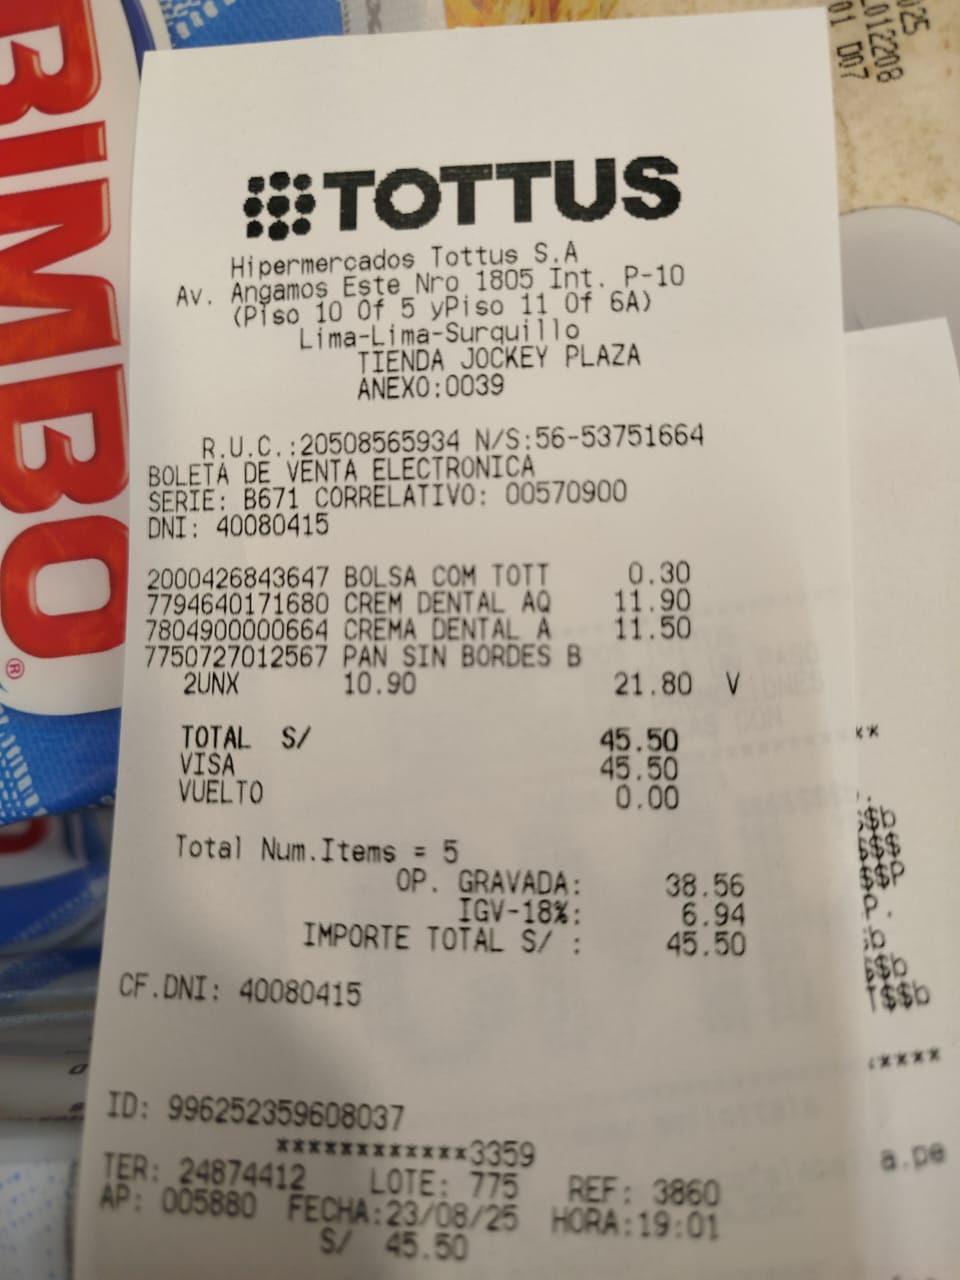 BIMBO
®
TOTTUS
Hipermercados Tottus S.A
Av. Angamos Este Nro 1805 Int. P-10
(Piso 10 Of 5 yPiso 11 Of 6A)
Lima-Lima-Surquillo
TIENDA JOCKEY PLAZA
ANEXO:0039
R.U.C.:20508565934 N/S:56-53751664
BOLETA DE VENTA ELECTRONICA
SERIE: B671 CORRELATIVO: 00570900
DNI: 40080415
2000426843647 BOLSA COM TOTT 0.30
7794640171680 CREM DENTAL AQ 11.90
7804900000664 CREMA DENTAL A 11.50
7750727012567 PAN SIN BORDES B
2UNX 10.90 21.80 V
TOTAL S/ 45.50
VISA 45.50
VUELTO 0.00
Total Num.Items = 5
OP. GRAVADA: 38.56
IGV-18%: 6.94
IMPORTE TOTAL S/ : 45.50
CF.DNI: 40080415
ID: 996252359608037
************3359
TER: 24874412 LOTE: 775 REF: 3860
AP: 005880 FECHA:23/08/25 HORA:19:01
S/ 45.50
a.pe